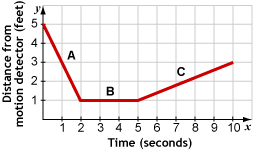 y
5
4
3
2
1
A
B
C
1 2 3 4 5 6 7 8 9 10 x
Time (seconds)
Distance from
motion detector (feet)